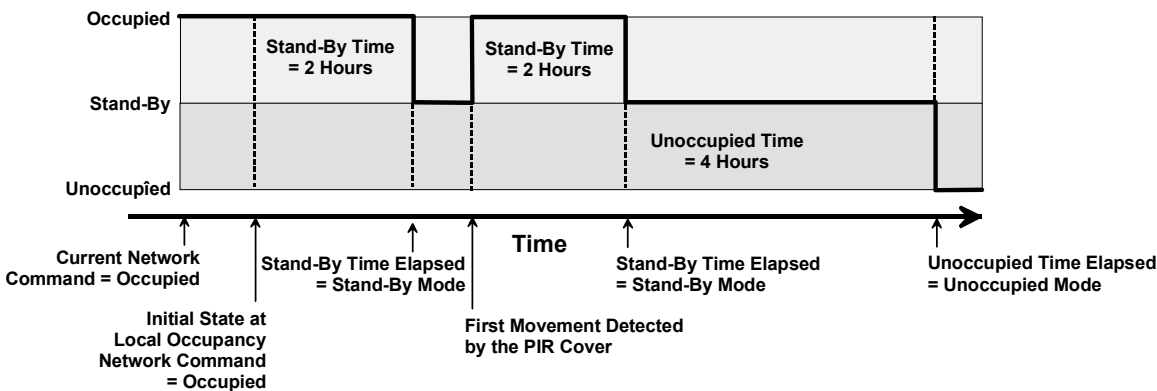 Occupied
Stand-By Time
= 2 Hours
Stand-By Time
= 2 Hours
Stand-By
Unoccupied Time
= 4 Hours
Unoccupîed
Time
Current Network
Command = Occupied
Stand-By Time Elapsed
= Stand-By Mode
Stand-By Time Elapsed
= Stand-By Mode
Unoccupied Time Elapsed
= Unoccupied Mode
Initial State at
Local Occupancy
Network Command
= Occupied
First Movement Detected
by the PIR Cover